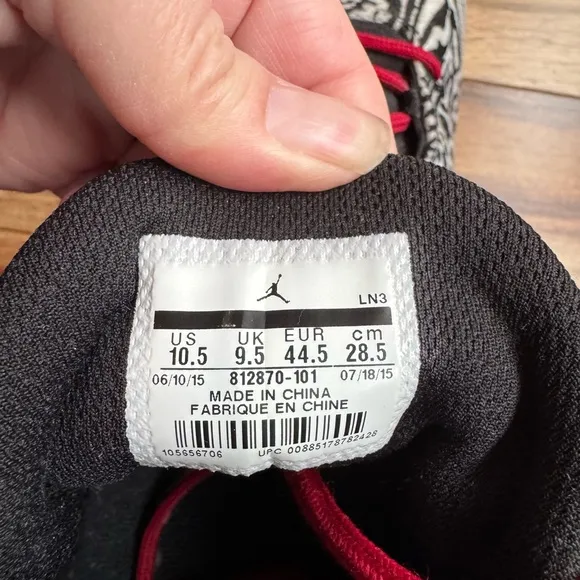 LN3
US UK EUR cm
10.5 9.5 44.5 28.5
06/10/15 812870-101 07/18/15
MADE IN CHINA
FABRIQUE EN CHINE
105656706 UPC 00885178782428